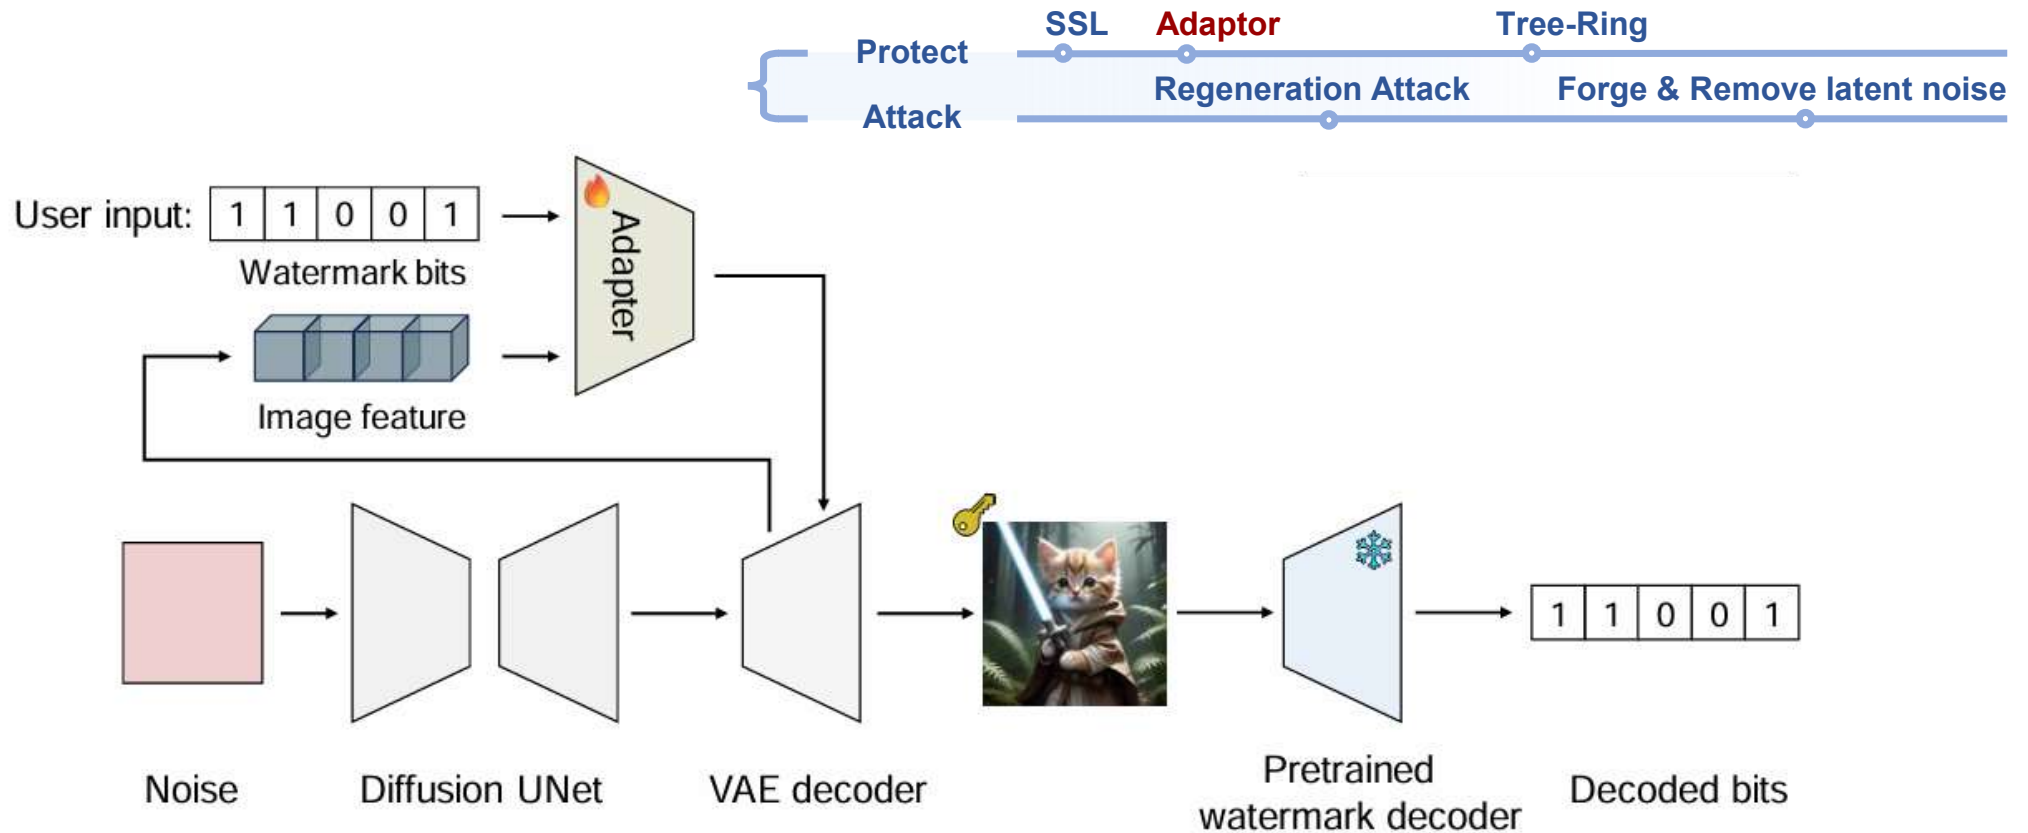 SSL Adaptor Tree-Ring
Protect
Regeneration Attack Forge & Remove latent noise
Attack
User input: 1 1 0 0 1
Watermark bits
Adapter
Image feature
1 1 0 0 1
Noise Diffusion UNet VAE decoder Pretrained watermark decoder Decoded bits